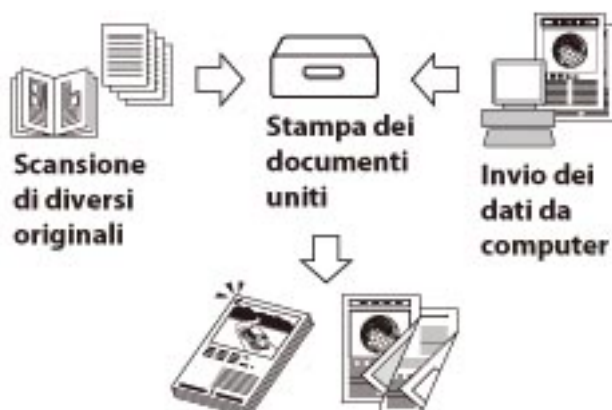 Scansione
di diversi
originali
Stampa dei
documenti
uniti
Invio dei
dati da
computer